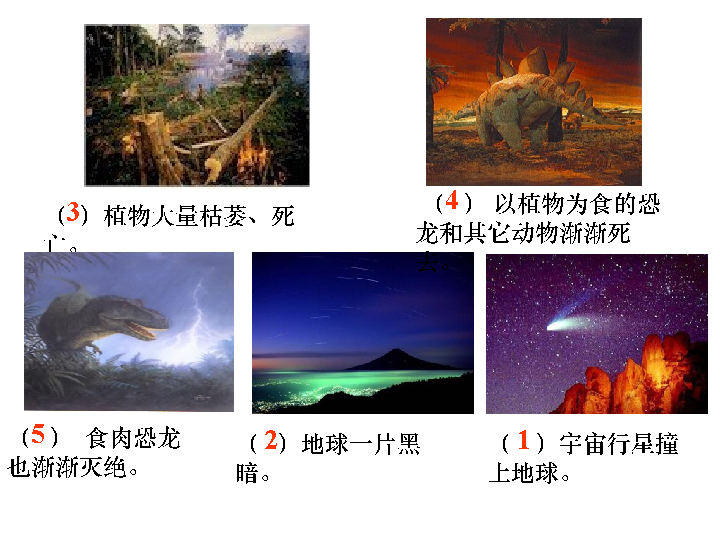 （3）植物大量枯萎、死
亡。
（4） 以植物为食的恐
龙和其它动物渐渐死
去。
（5） 食肉恐龙
也渐渐灭绝。
（2）地球一片黑
暗。
（1）宇宙行星撞
上地球。